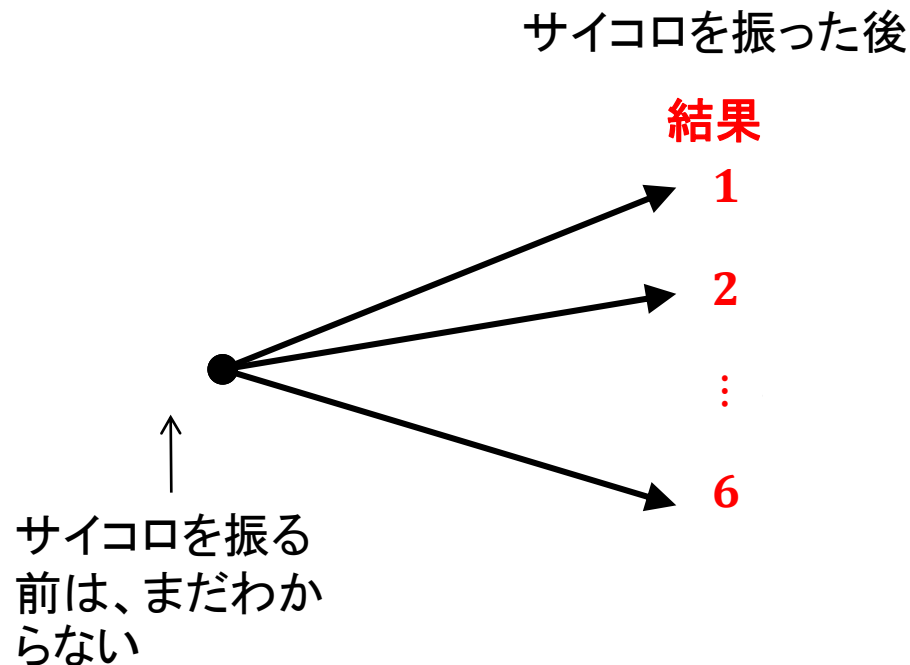 サイコロを振った後
結果
1
2
⋮
6
サイコロを振る
前は、まだわか
らない